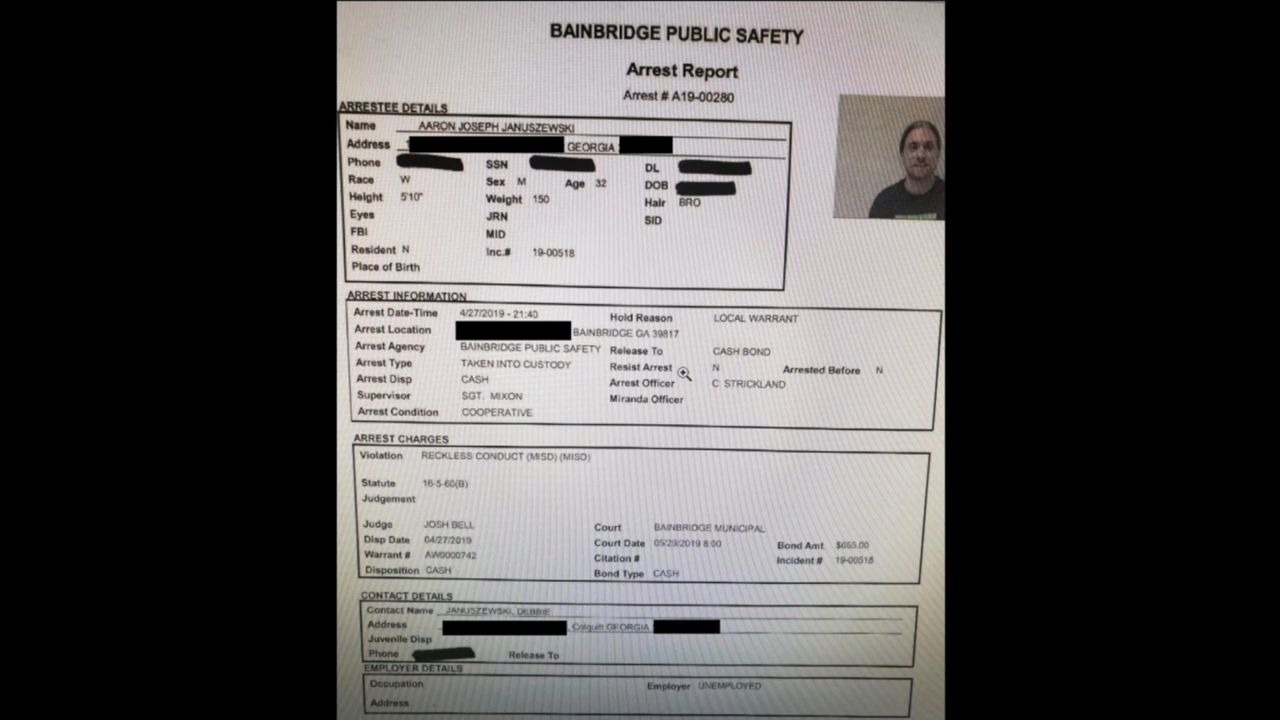 BAINBRIDGE PUBLIC SAFETY
Arrest Report
Arrest # A19-00280
ARRESTEE DETAILS
Name AARON JOSEPH JANUSZEWSKI
Address GEORGIA
Phone SSN DL
Race W Sex M Age 32 DOB
Height 5'10" Weight 150 Hair BRO
Eyes JRN SID
FBI MID
Resident N Inc.# 19-00518
Place of Birth
ARREST INFORMATION
Arrest Date-Time 4/27/2019 - 21:40 Hold Reason LOCAL WARRANT
Arrest Location BAINBRIDGE GA 39817
Arrest Agency BAINBRIDGE PUBLIC SAFETY Release To CASH BOND
Arrest Type TAKEN INTO CUSTODY Resist Arrest N Arrested Before N
Arrest Disp CASH Arrest Officer C STRICKLAND
Supervisor SGT. MIXON Miranda Officer
Arrest Condition COOPERATIVE
ARREST CHARGES
Violation RECKLESS CONDUCT (MISD) (MISD)
Statute 16-5-60(B)
Judgement
Judge JOSH BELL Court BAINBRIDGE MUNICIPAL
Disp Date 04/27/2019 Court Date 05/29/2019 8:00 Bond Amt $655.00
Warrant # AW0000742 Citation # Incident # 19-00518
Disposition CASH Bond Type CASH
CONTACT DETAILS
Contact Name JANUSZEWSKI, DEBBIE
Address , Colquitt GEORGIA
Juvenile Disp
Phone Release To
EMPLOYER DETAILS
Occupation Employer UNEMPLOYED
Address